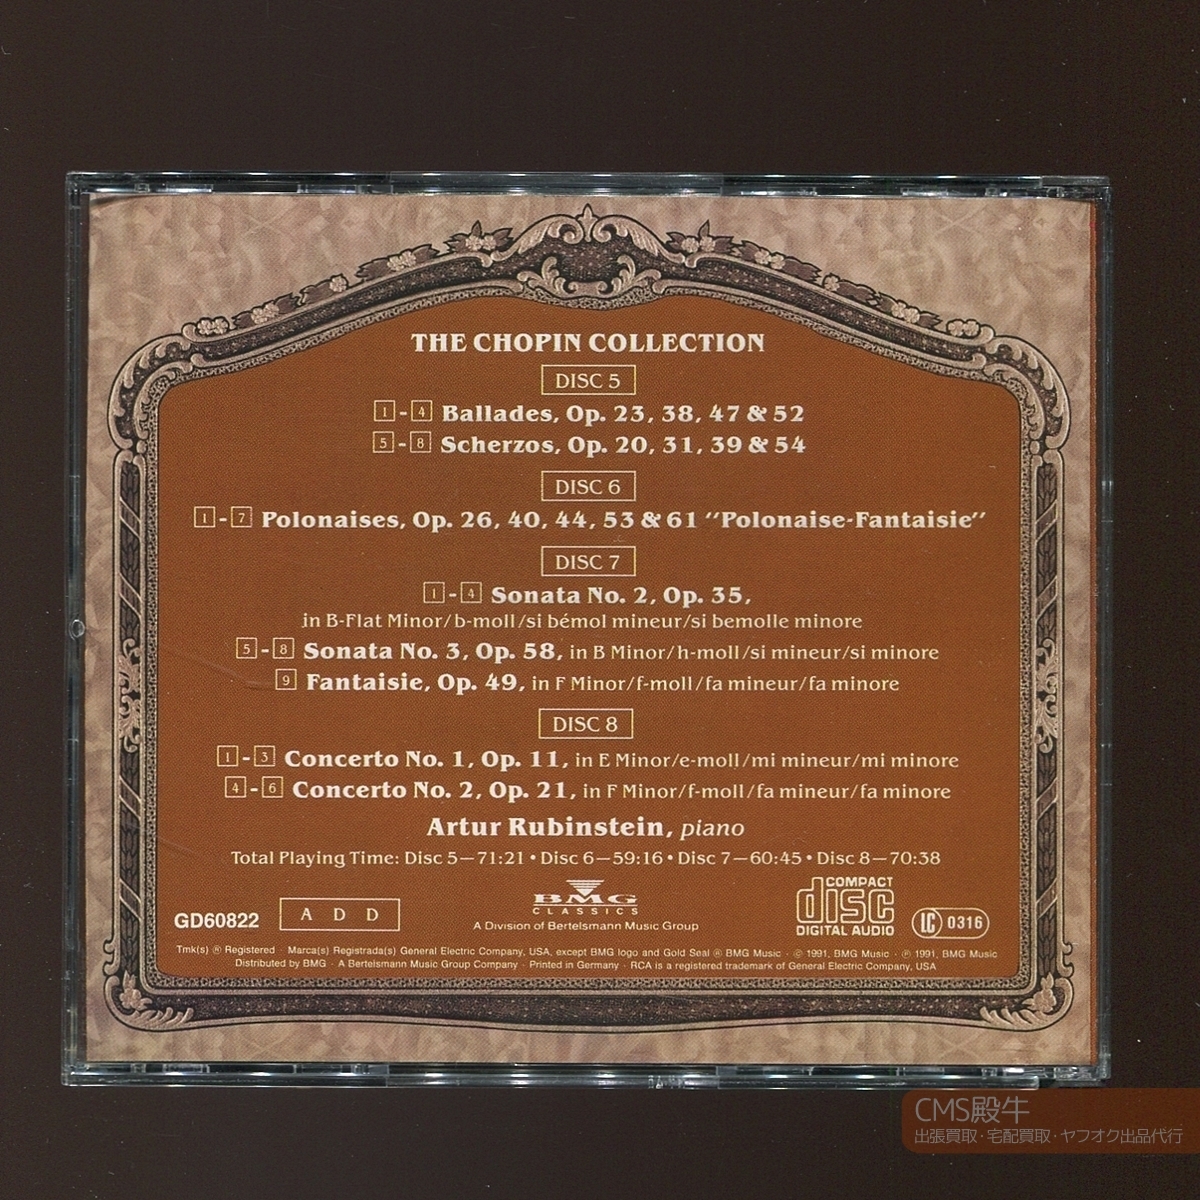 THE CHOPIN COLLECTION
DISC 5
1-4 Ballades, Op. 23, 38, 47 & 52
5-8 Scherzos, Op. 20, 31, 39 & 54
DISC 6
1-7 Polonaises, Op. 26, 40, 44, 53 & 61 "Polonaise-Fantaisie"
DISC 7
1-4 Sonata No. 2, Op. 35,
in B-Flat Minor/b-moll/si bémol mineur/si bemolle minore
5-8 Sonata No. 3, Op. 58, in B Minor/h-moll/si mineur/si minore
9 Fantaisie, Op. 49, in F Minor/f-moll/fa mineur/fa minore
DISC 8
1-3 Concerto No. 1, Op. 11, in E Minor/e-moll/mi mineur/mi minore
4-6 Concerto No. 2, Op. 21, in F Minor/f-moll/fa mineur/fa minore
Artur Rubinstein, piano
Total Playing Time: Disc 5—71:21 • Disc 6—59:16 • Disc 7—60:45 • Disc 8—70:38
GD60822
A D D
BMG
CLASSICS
A Division of Bertelsmann Music Group
COMPACT
disc
DIGITAL AUDIO
LC 0316
Tmk(s) ® Registered · Marca(s) Registrada(s) General Electric Company, USA, except BMG logo and Gold Seal ® BMG Music · © 1991, BMG Music · ℗ 1991, BMG Music
Distributed by BMG · A Bertelsmann Music Group Company · Printed in Germany · RCA is a registered trademark of General Electric Company, USA
CMS殿牛
出張買取・宅配買取・ヤフオク出品代行